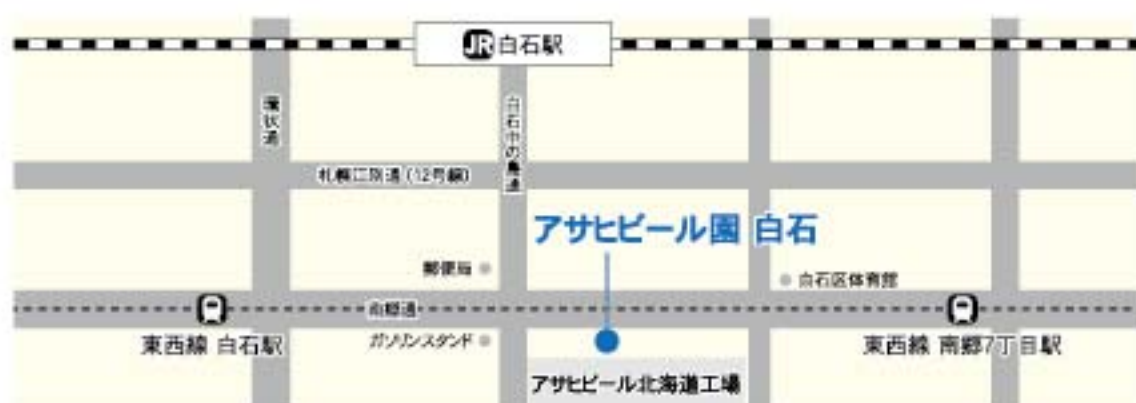 JR白石駅
環状通
白石中の島通
札幌江別通(12号線)
アサヒビール園 白石
郵便局
白石区体育館
南郷通
東西線 白石駅
ガソリンスタンド
東西線 南郷7丁目駅
アサヒビール北海道工場